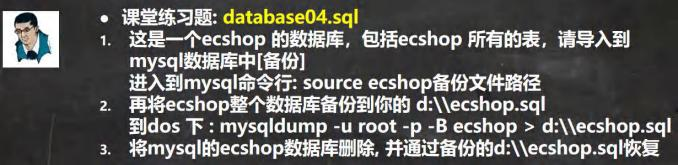 • 课堂练习题: database04.sql
1. 这是一个ecshop 的数据库，包括ecshop 所有的表，请导入到
mysql数据库中[备份]
进入到mysql命令行: source ecshop备份文件路径
2. 再将ecshop整个数据库备份到你的 d:\\ecshop.sql
到dos 下 : mysqldump -u root -p -B ecshop > d:\\ecshop.sql
3. 将mysql的ecshop数据库删除, 并通过备份的d:\\ecshop.sql恢复